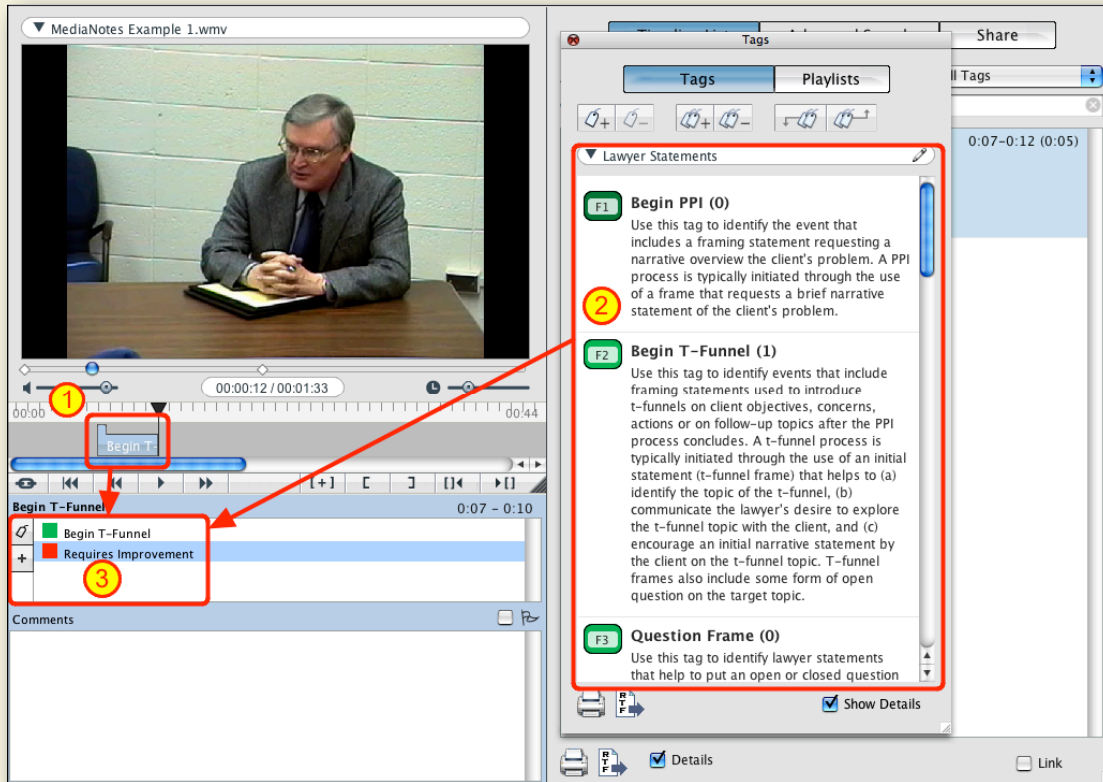 MediaNotes Example 1.wmv
00:00:12 / 00:01:33
1
00:00
00:44
Begin T-
[+] [ ]
Begin T-Funnel
0:07 - 0:10
Begin T-Funnel
+
Requires Improvement
3
Comments
Share
Tags
Tags
Playlists
Tags
0:07-0:12 (0:05)
Lawyer Statements
F1
Begin PPI (0)
Use this tag to identify the event that
includes a framing statement requesting a
narrative overview the client's problem. A PPI
process is typically initiated through the use
of a frame that requests a brief narrative
statement of the client's problem.
2
F2
Begin T-Funnel (1)
Use this tag to identify events that include
framing statements used to introduce
t-funnels on client objectives, concerns,
actions or on follow-up topics after the PPI
process concludes. A t-funnel process is
typically initiated through the use of an initial
statement (t-funnel frame) that helps to (a)
identify the topic of the t-funnel, (b)
communicate the lawyer's desire to explore
the t-funnel topic with the client, and (c)
encourage an initial narrative statement by
the client on the t-funnel topic. T-funnel
frames also include some form of open
question on the target topic.
F3
Question Frame (0)
Use this tag to identify lawyer statements
that help to put an open or closed question
RTF
Show Details
RTF
Details
Link